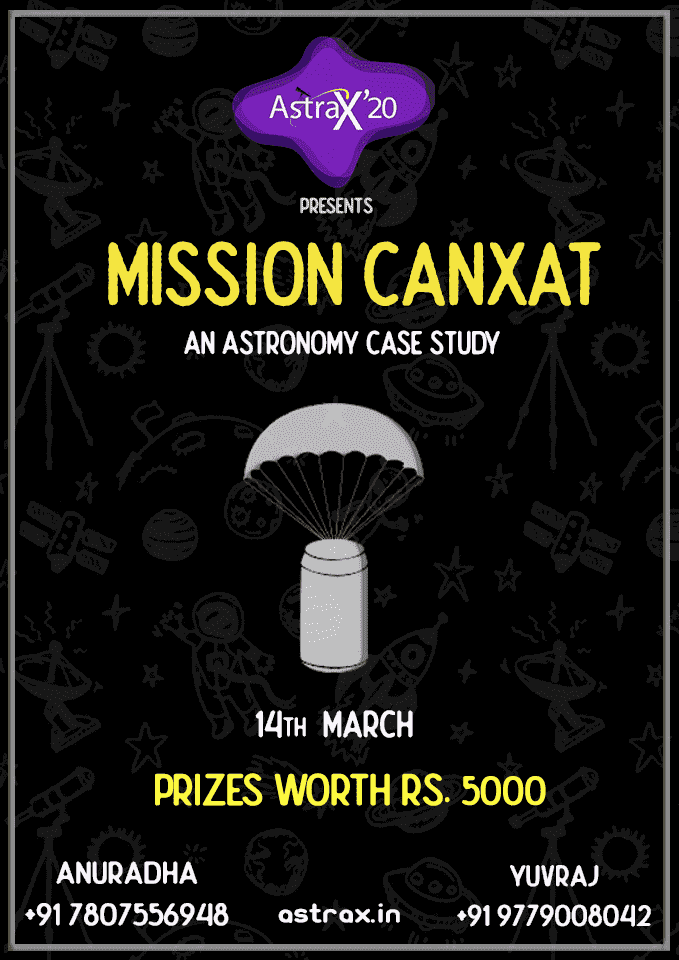 AstraX'20
PRESENTS
MISSION CANXAT
AN ASTRONOMY CASE STUDY
14TH MARCH
PRIZES WORTH RS. 5000
ANURADHA
+91 7807556948
astrax.in
YUVRAJ
+91 9779008042